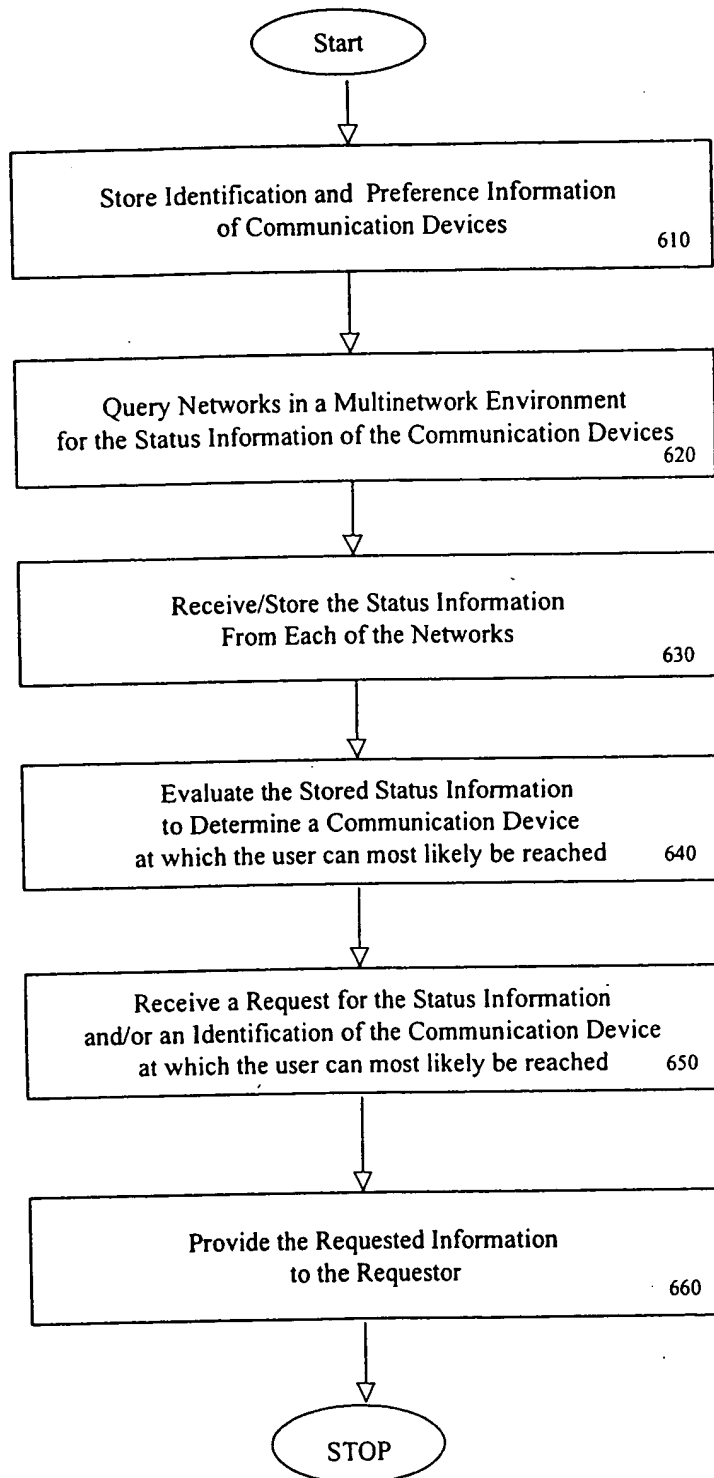 Start
Store Identification and Preference Information
of Communication Devices
610
Query Networks in a Multinetwork Environment
for the Status Information of the Communication Devices
620
Receive/Store the Status Information
From Each of the Networks
630
Evaluate the Stored Status Information
to Determine a Communication Device
at which the user can most likely be reached 640
Receive a Request for the Status Information
and/or an Identification of the Communication Device
at which the user can most likely be reached 650
Provide the Requested Information
to the Requestor
660
STOP